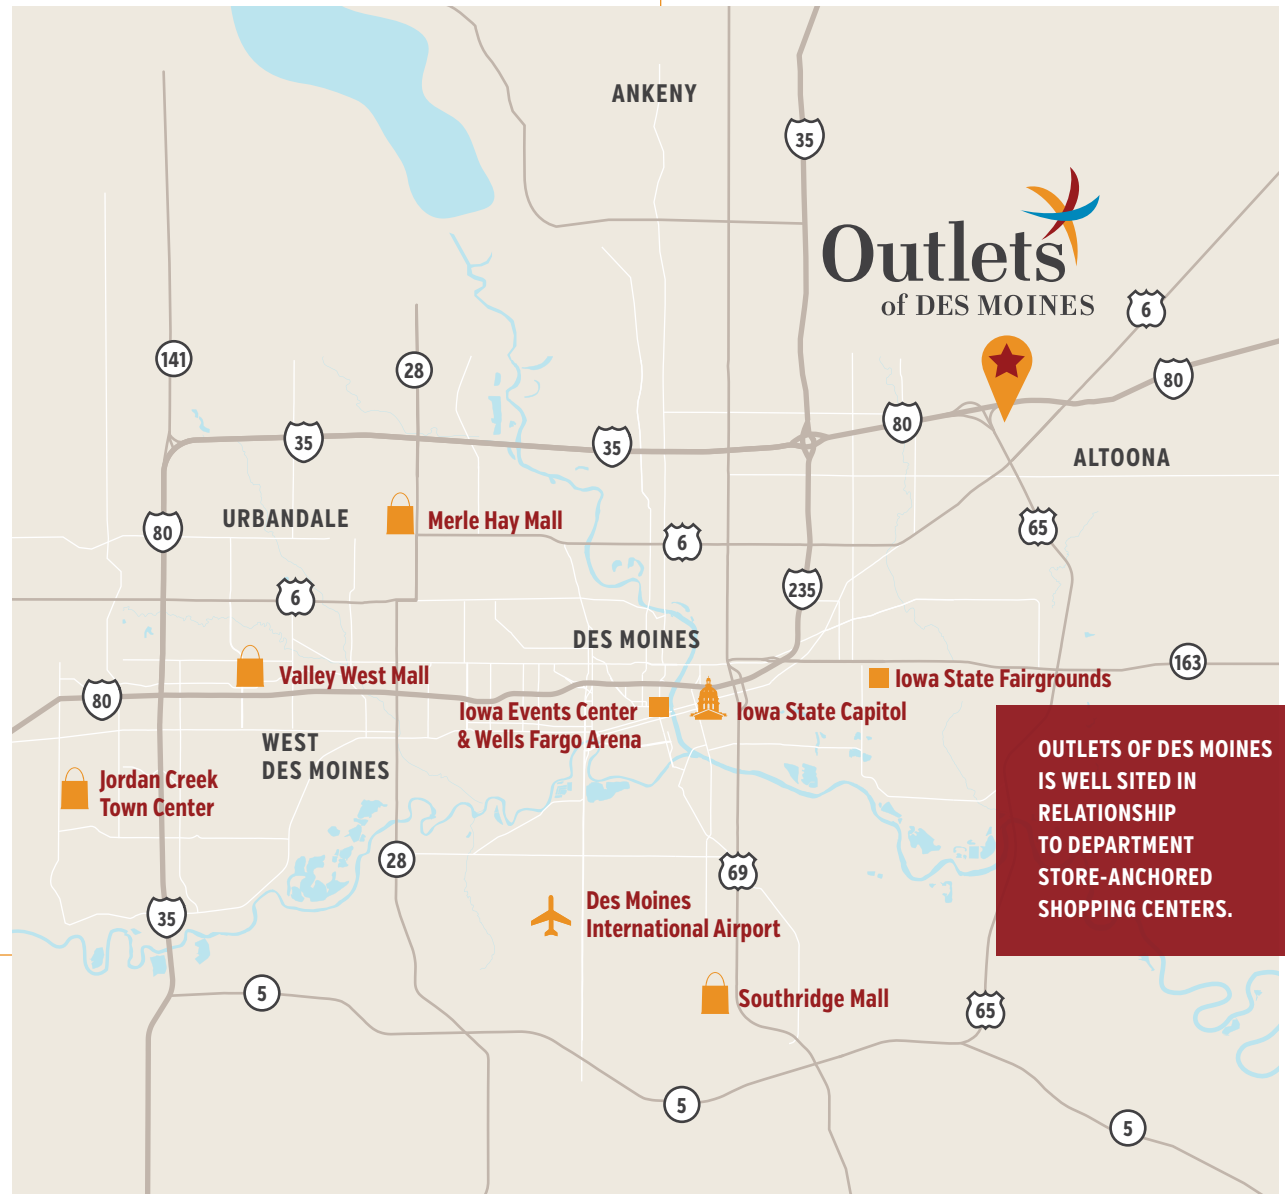 ANKENY
35
Outlets
of DES MOINES
6
141
28
80
35
35
80
ALTOONA
URBANDALE
Merle Hay Mall
80
6
65
6
235
DES MOINES
163
Valley West Mall
Iowa State Fairgrounds
80
Iowa Events Center
& Wells Fargo Arena
Iowa State Capitol
WEST
DES MOINES
OUTLETS OF DES MOINES
IS WELL SITED IN
RELATIONSHIP
TO DEPARTMENT
STORE-ANCHORED
SHOPPING CENTERS.
Jordan Creek
Town Center
28
69
35
Des Moines
International Airport
5
Southridge Mall
65
5
5